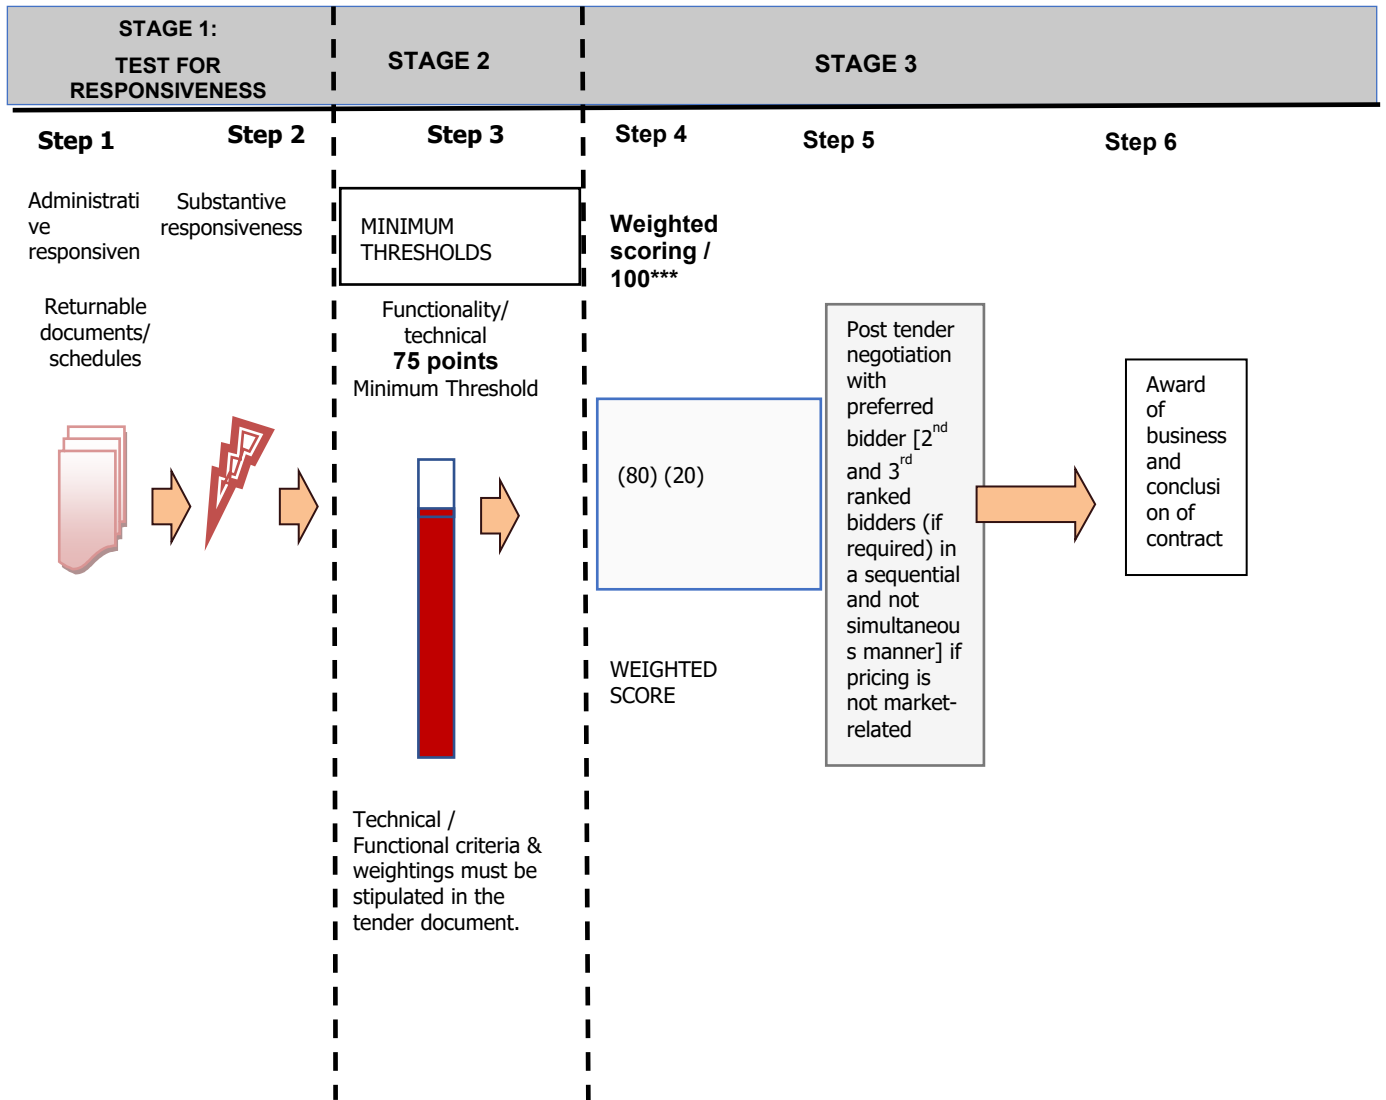 STAGE 1:
TEST FOR
RESPONSIVENESS
STAGE 2
STAGE 3
Step 1
Step 2
Step 3
Step 4
Step 5
Step 6
Administrati
ve
responsiven
Substantive
responsiveness
Returnable
documents/
schedules
MINIMUM
THRESHOLDS
Functionality/
technical
75 points
Minimum Threshold
Technical /
Functional criteria &
weightings must be
stipulated in the
tender document.
Weighted
scoring /
100***
(80) (20)
WEIGHTED
SCORE
Post tender
negotiation
with
preferred
bidder [2nd
and 3rd
ranked
bidders (if
required) in
a sequential
and not
simultaneou
s manner] if
pricing is
not market-
related
Award
of
business
and
conclusi
on of
contract